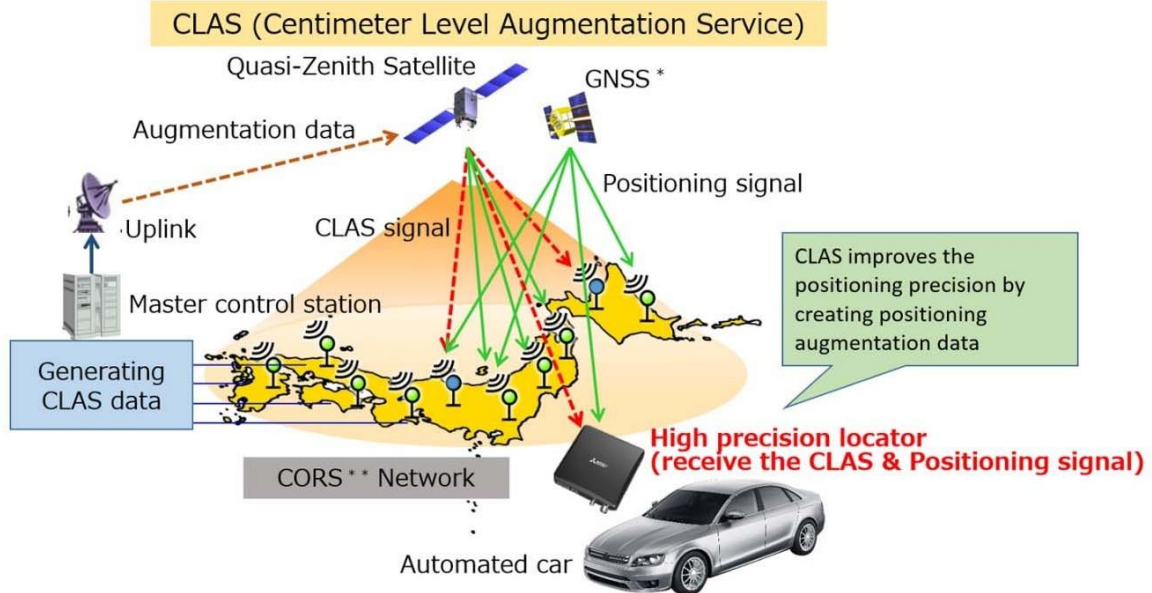 CLAS (Centimeter Level Augmentation Service)
Quasi-Zenith Satellite
GNSS *
Augmentation data
Positioning signal
Uplink
CLAS signal
Master control station
CLAS improves the
positioning precision by
creating positioning
augmentation data
Generating
CLAS data
High precision locator
(receive the CLAS & Positioning signal)
CORS ** Network
Automated car